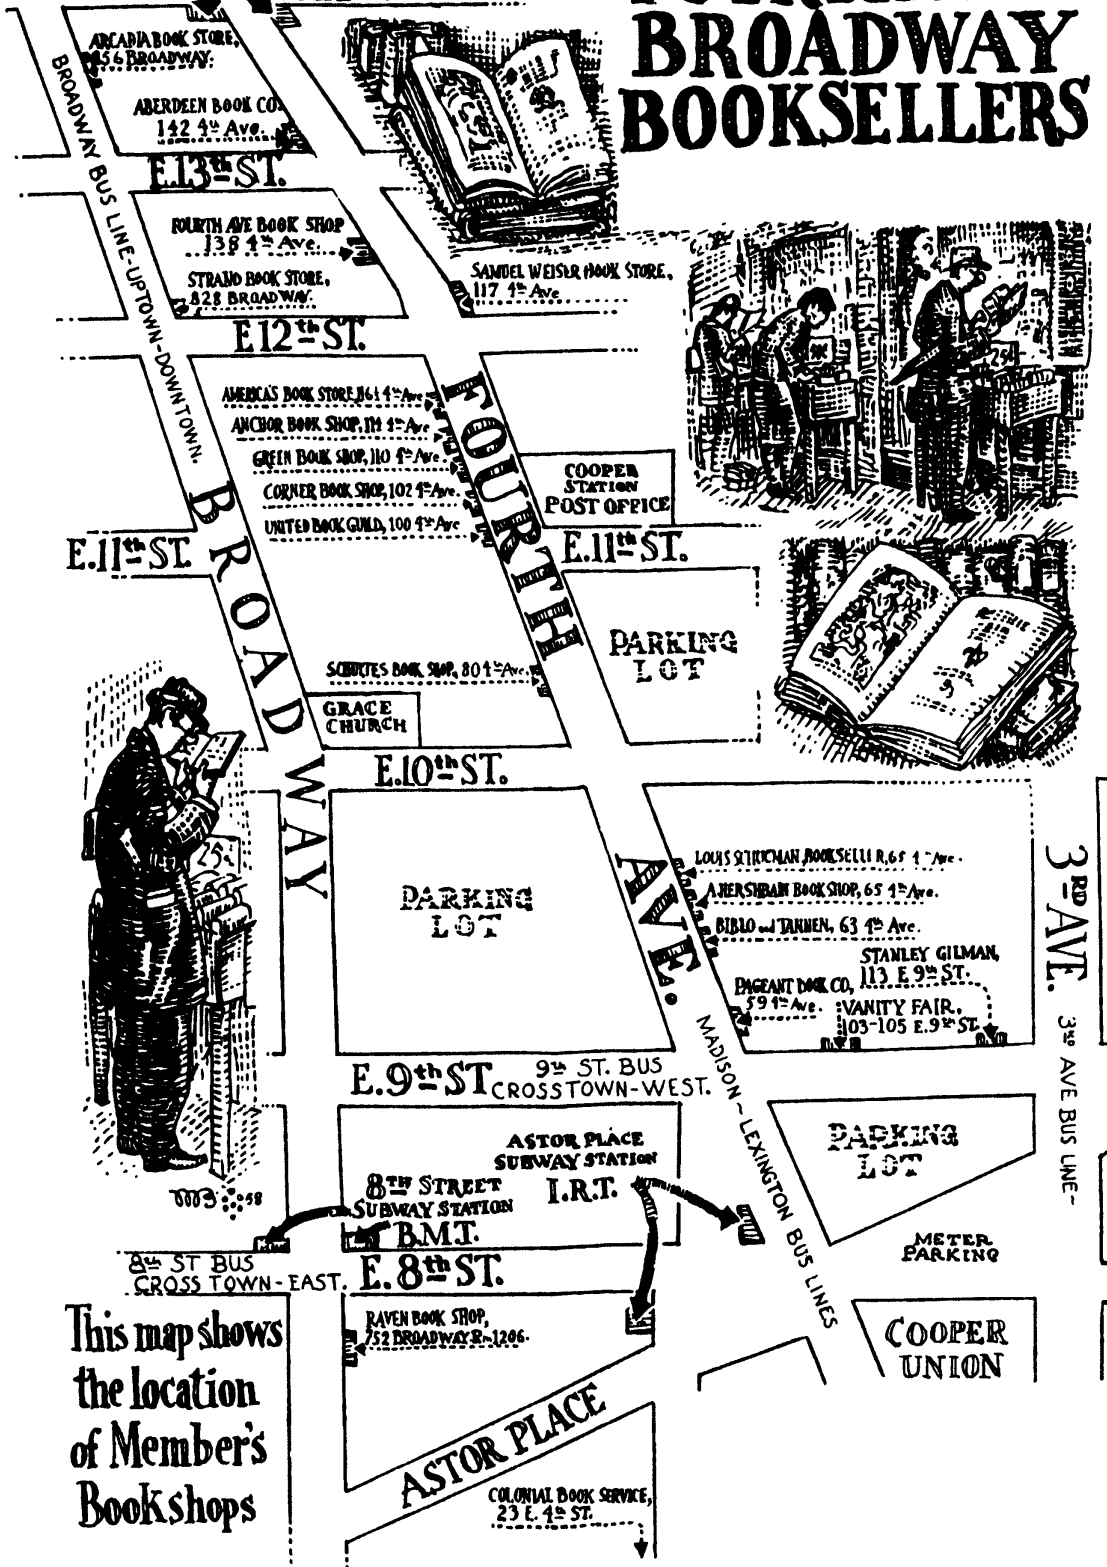 BROADWAY
BOOKSELLERS
ARCADIA BOOK STORE,
856 BROADWAY.
ABERDEEN BOOK CO.
142 4th Ave.
E.13th ST.
BROADWAY BUS LINE-UPTOWN-DOWNTOWN.
FOURTH AVE BOOK SHOP
138 4th Ave.
STRAND BOOK STORE,
828 BROADWAY.
SAMUEL WEISER BOOK STORE,
117 4th Ave
E 12th ST.
AMERICA'S BOOK STORE, 4th Ave
ANCHOR BOOK SHOP, 4th Ave.
GREEN BOOK SHOP, 110 4th Ave.
CORNER BOOK SHOP, 102 4th Ave.
UNITED BOOK GUILD, 100 4th Ave
25¢
COOPER
STATION
POST OFFICE
E.11th ST.
E.11th ST.
BROADWAY
FOURTH AVE.
PARKING
LOT
SCHULTES BOOK SHOP, 80 4th Ave.
GRACE
CHURCH
E.10th ST.
25¢
PARKING
LOT
LOUIS BOOKSELLER, 65 4th Ave.
BOOK SHOP, 65 4th Ave.
BIBLO and TANNEN, 63 4th Ave.
STANLEY GILMAN,
113 E 9th ST.
PAGEANT BOOK CO,
59 4th Ave.
VANITY FAIR,
03-105 E. 9th ST.
3RD AVE.
3RD AVE BUS LINE-
MADISON-LEXINGTON BUS LINES
E. 9th ST
9th ST. BUS
CROSSTOWN-WEST.
ASTOR PLACE
SUBWAY STATION
I.R.T.
PARKING
LOT
58
8TH STREET
SUBWAY STATION
B.M.T.
METER
PARKING
8th ST BUS
CROSS TOWN-EAST.
E. 8th ST.
This map shows
the location
of Member's
Bookshops
RAVEN BOOK SHOP,
752 BROADWAY Rm 1206.
COOPER
UNION
ASTOR PLACE
COLONIAL BOOK SERVICE,
23 E. 4th ST.